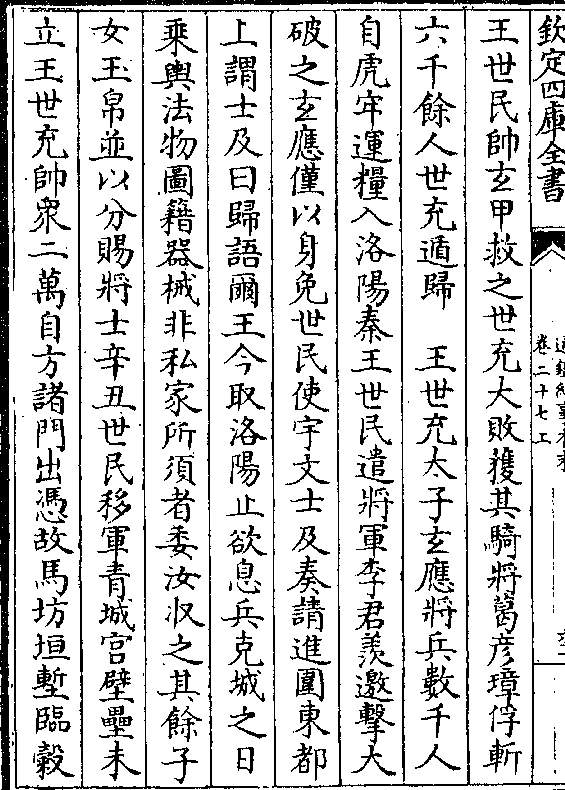 欽定四庫全書
卷二十七上
王世民帥玄甲救之世充大敗獲其騎將葛彥璋俘斬
六千餘人世充遁歸　王世充太子玄應將兵數千人
自虎牢運糧入洛陽秦王世民遣將軍李君羨邀擊大
破之玄應僅以身免世民使宇文士及奏請進圍東都
上謂士及曰歸語爾王今取洛陽止欲息兵克城之日
乘輿法物圖籍器械非私家所須者委汝收之其餘子
女玉帛並以分賜將士辛丑世民移軍青城宮壁壘未
立王世充帥衆二萬自方諸門出憑故馬坊垣塹臨穀